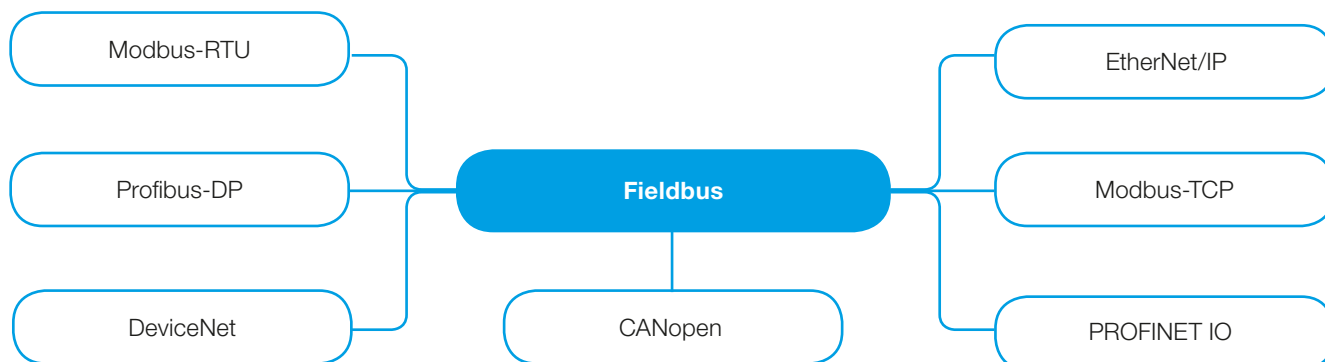 Modbus-RTU
EtherNet/IP
Profibus-DP
Fieldbus
Modbus-TCP
DeviceNet
CANopen
PROFINET IO